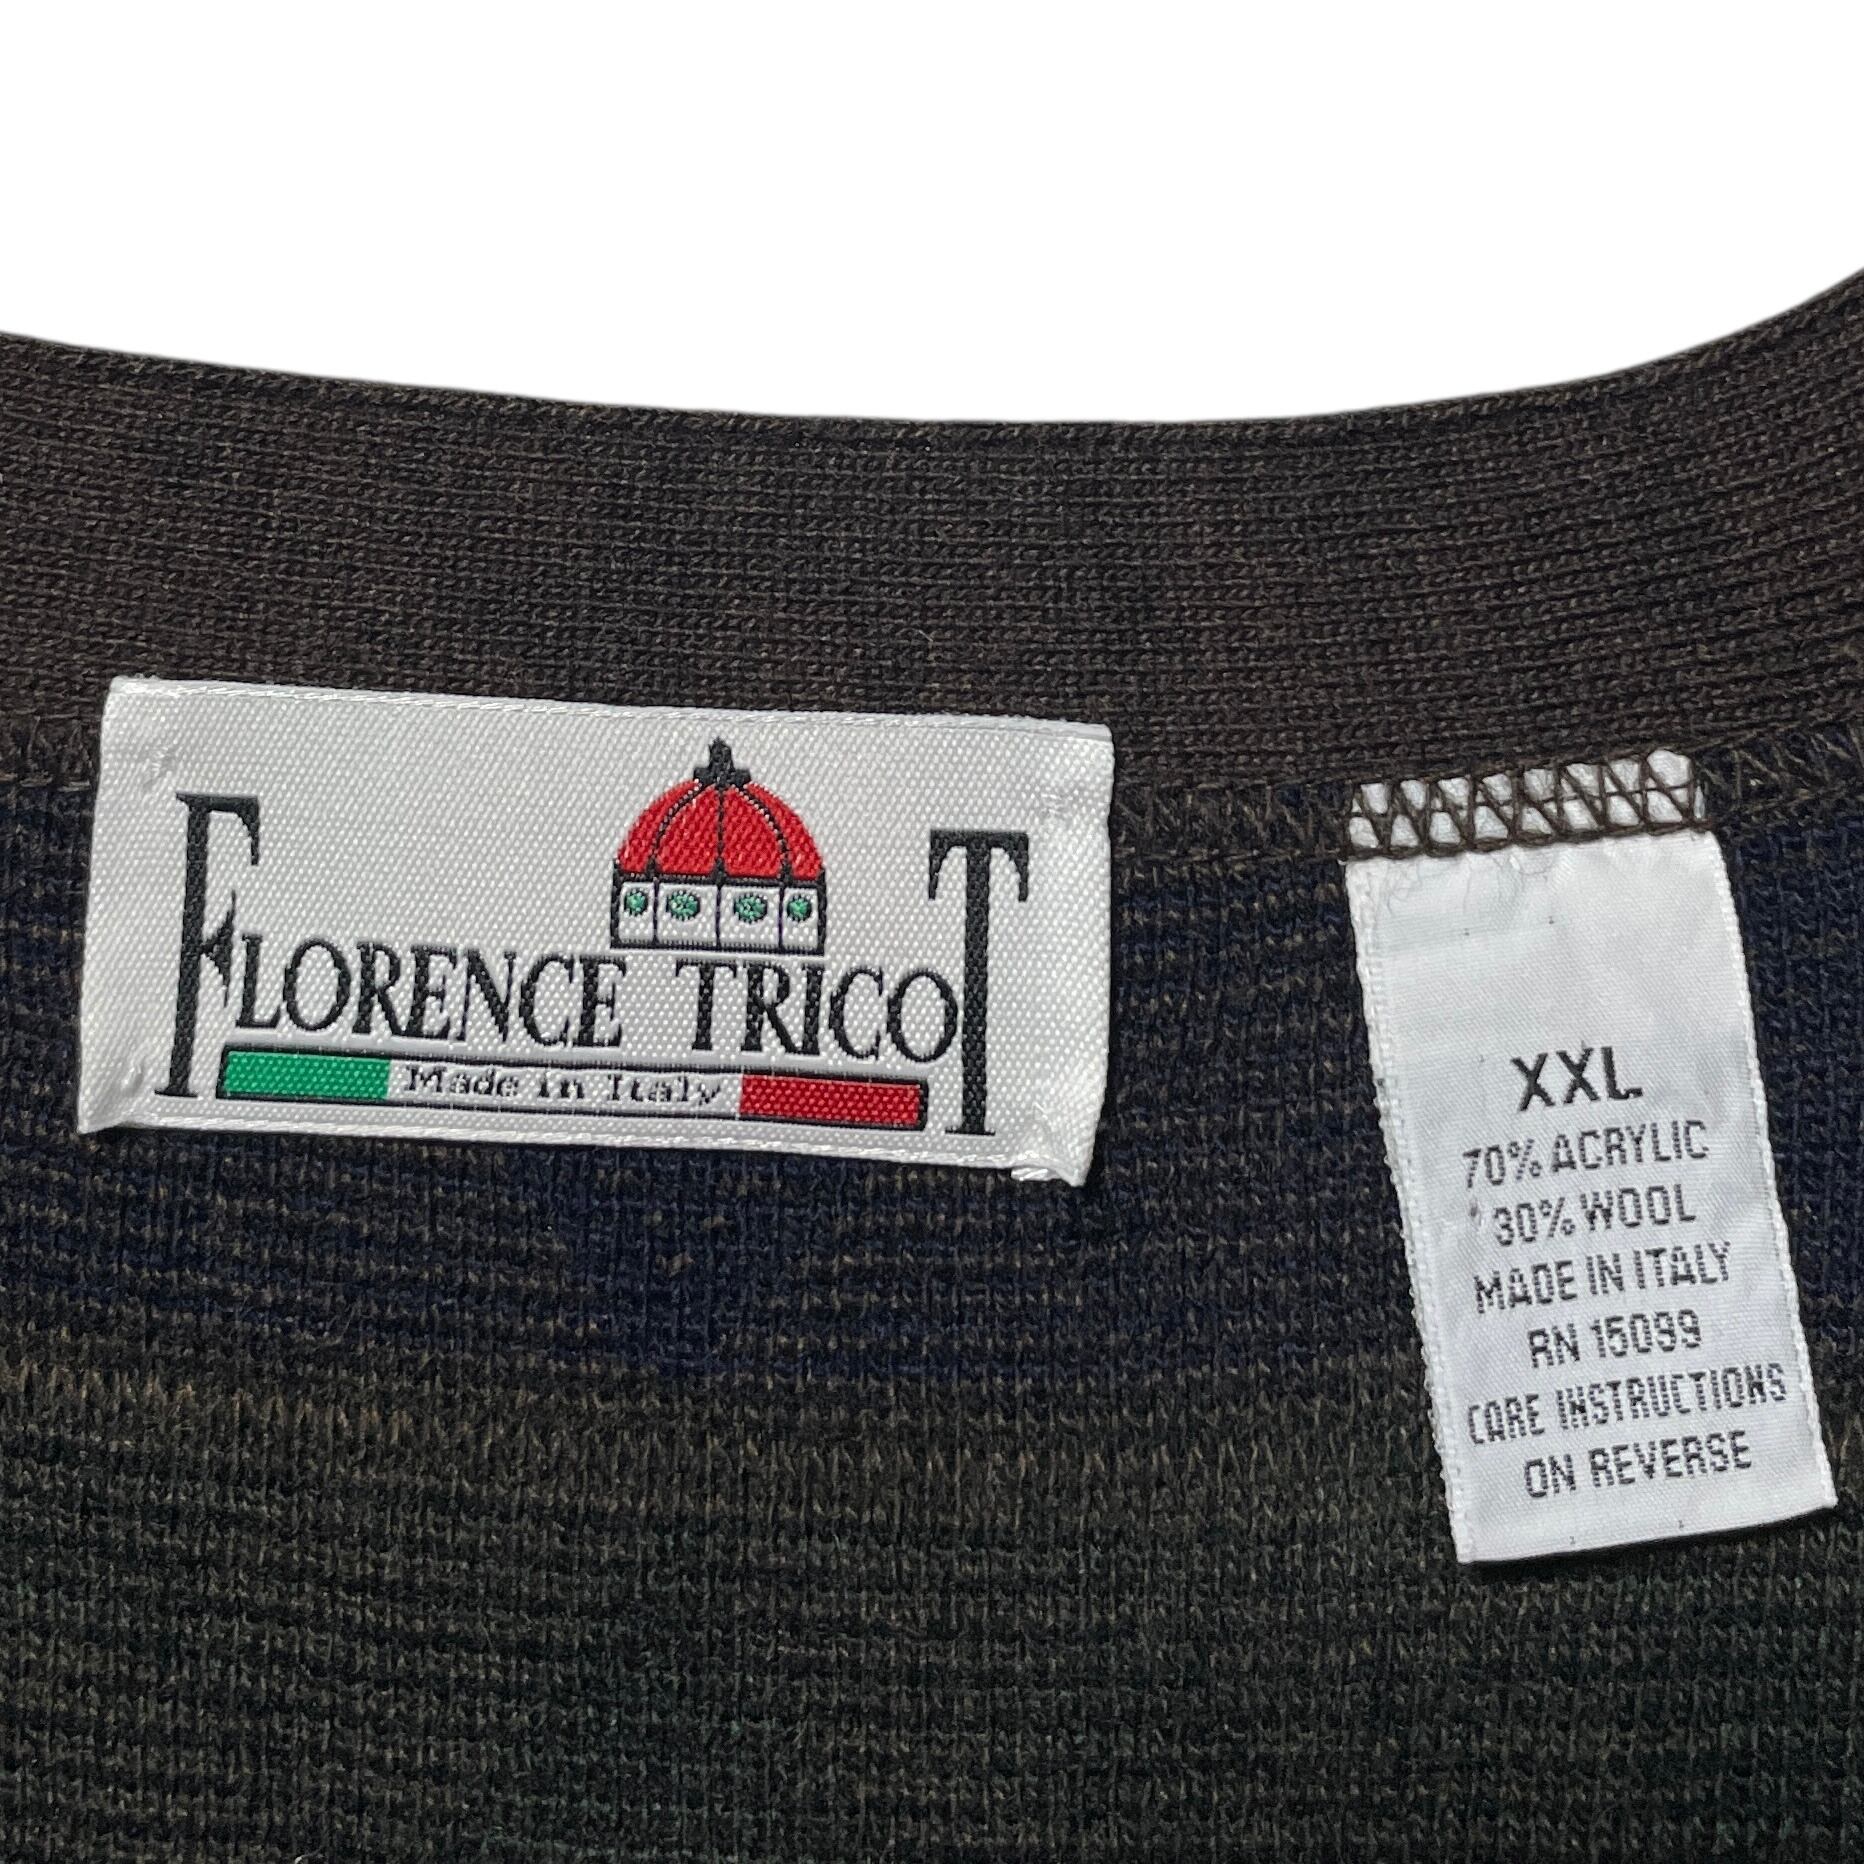 FLORENCE TRICOT
Made in Italy
XXL
70% ACRYLIC
30% WOOL
MADE IN ITALY
RN 15099
CARE INSTRUCTIONS
ON REVERSE